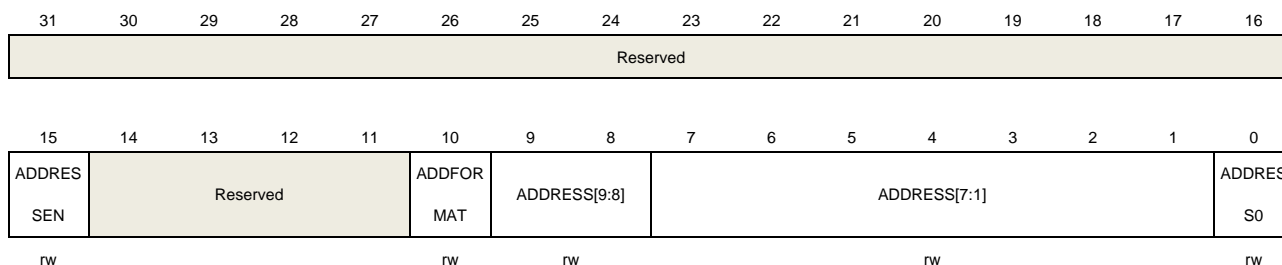 31 30 29 28 27 26 25 24 23 22 21 20 19 18 17 16
Reserved
15 14 13 12 11 10 9 8 7 6 5 4 3 2 1 0
ADDRES
SEN
Reserved
ADDFOR
MAT
ADDRESS[9:8]
ADDRESS[7:1]
ADDRES
S0
rw rw rw rw rw